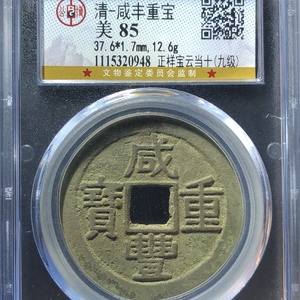 清-咸丰重宝
美 85
37.6*1.7mm,12.6g
1115320948 正样宝云当十(九级)
★ 文物鉴定委员会监制 ★
咸
寶 重
豐